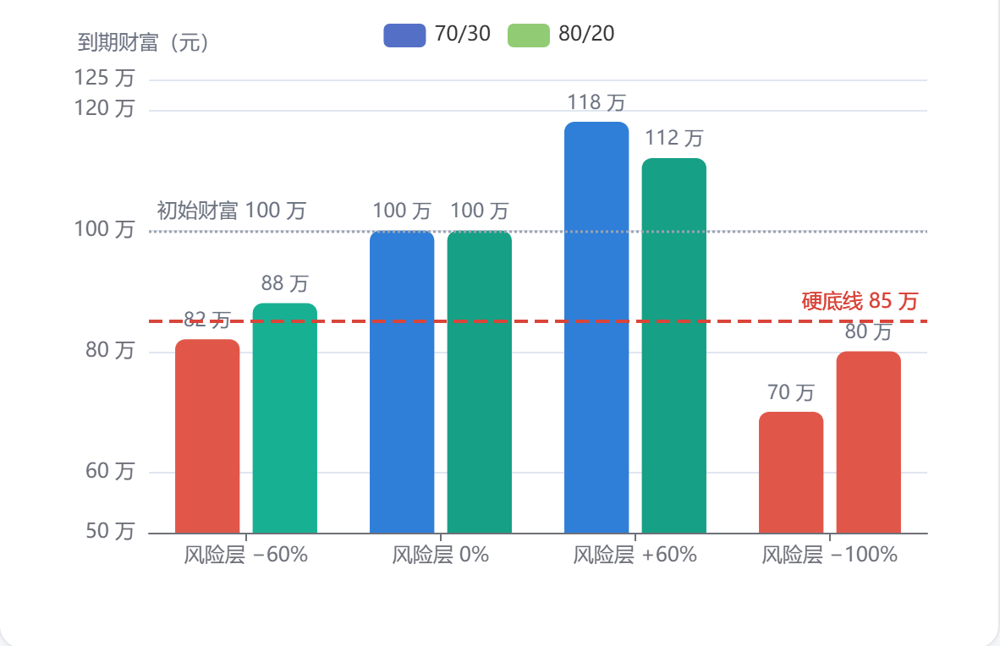 到期财富（元）
70/30
80/20
125 万
120 万
118 万
112 万
初始财富 100 万
100 万
100 万
100 万
88 万
硬底线 85 万
82 万
80 万
80 万
70 万
60 万
50 万
风险层 −60%
风险层 0%
风险层 +60%
风险层 −100%